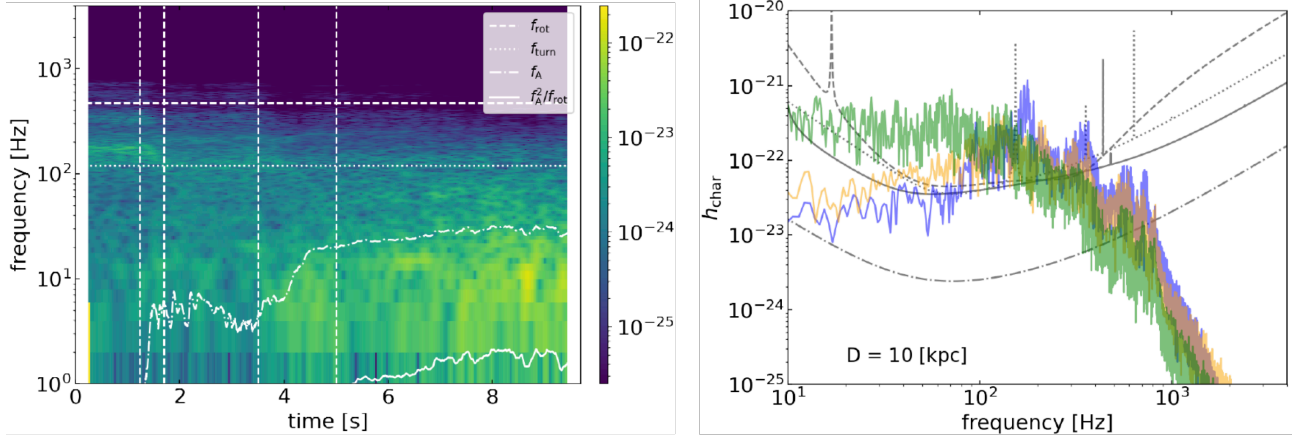 10³
10²
10¹
10⁰
frequency [Hz]
0 2 4 6 8
time [s]
f_rot
f_turn
f_A
f_A²/f_rot
10⁻²²
10⁻²³
10⁻²⁴
10⁻²⁵
10⁻²⁰
10⁻²¹
10⁻²²
10⁻²³
10⁻²⁴
10⁻²⁵
h_char
D = 10 [kpc]
10¹ 10² 10³
frequency [Hz]